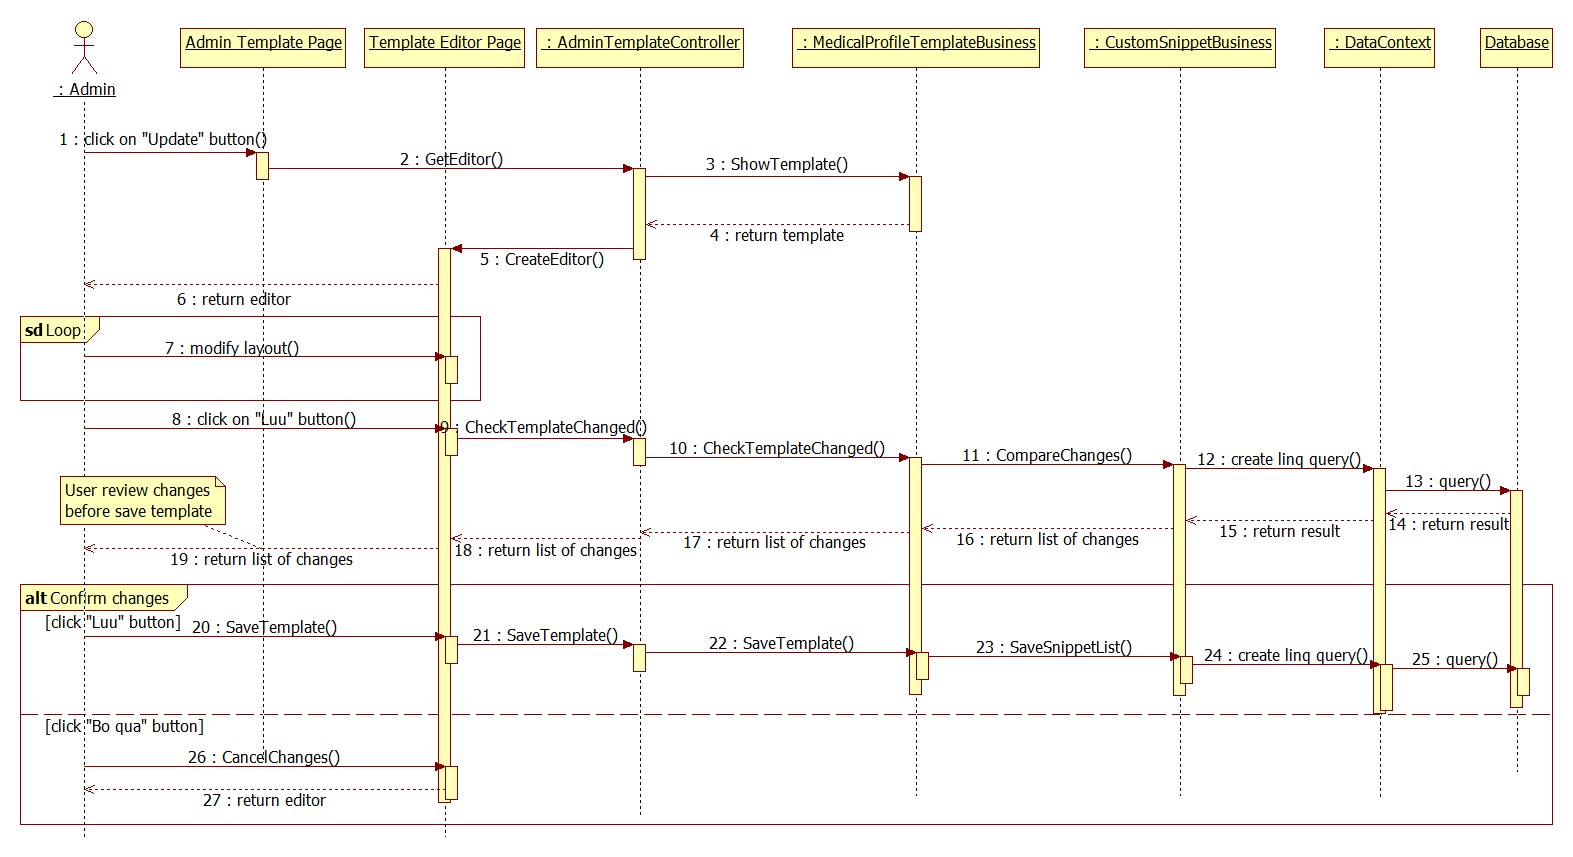 Admin Template Page
Template Editor Page
: AdminTemplateController
: MedicalProfileTemplateBusiness
: CustomSnippetBusiness
: DataContext
Database
: Admin
1 : click on "Update" button()
2 : GetEditor()
3 : ShowTemplate()
4 : return template
5 : CreateEditor()
6 : return editor
sd Loop
7 : modify layout()
8 : click on "Luu" button()
9 : CheckTemplateChanged()
10 : CheckTemplateChanged()
11 : CompareChanges()
12 : create linq query()
13 : query()
User review changes
before save template
14 : return result
15 : return result
16 : return list of changes
17 : return list of changes
18 : return list of changes
19 : return list of changes
alt Confirm changes
[click "Luu" button]
20 : SaveTemplate()
21 : SaveTemplate()
22 : SaveTemplate()
23 : SaveSnippetList()
24 : create linq query()
25 : query()
[click "Bo qua" button]
26 : CancelChanges()
27 : return editor